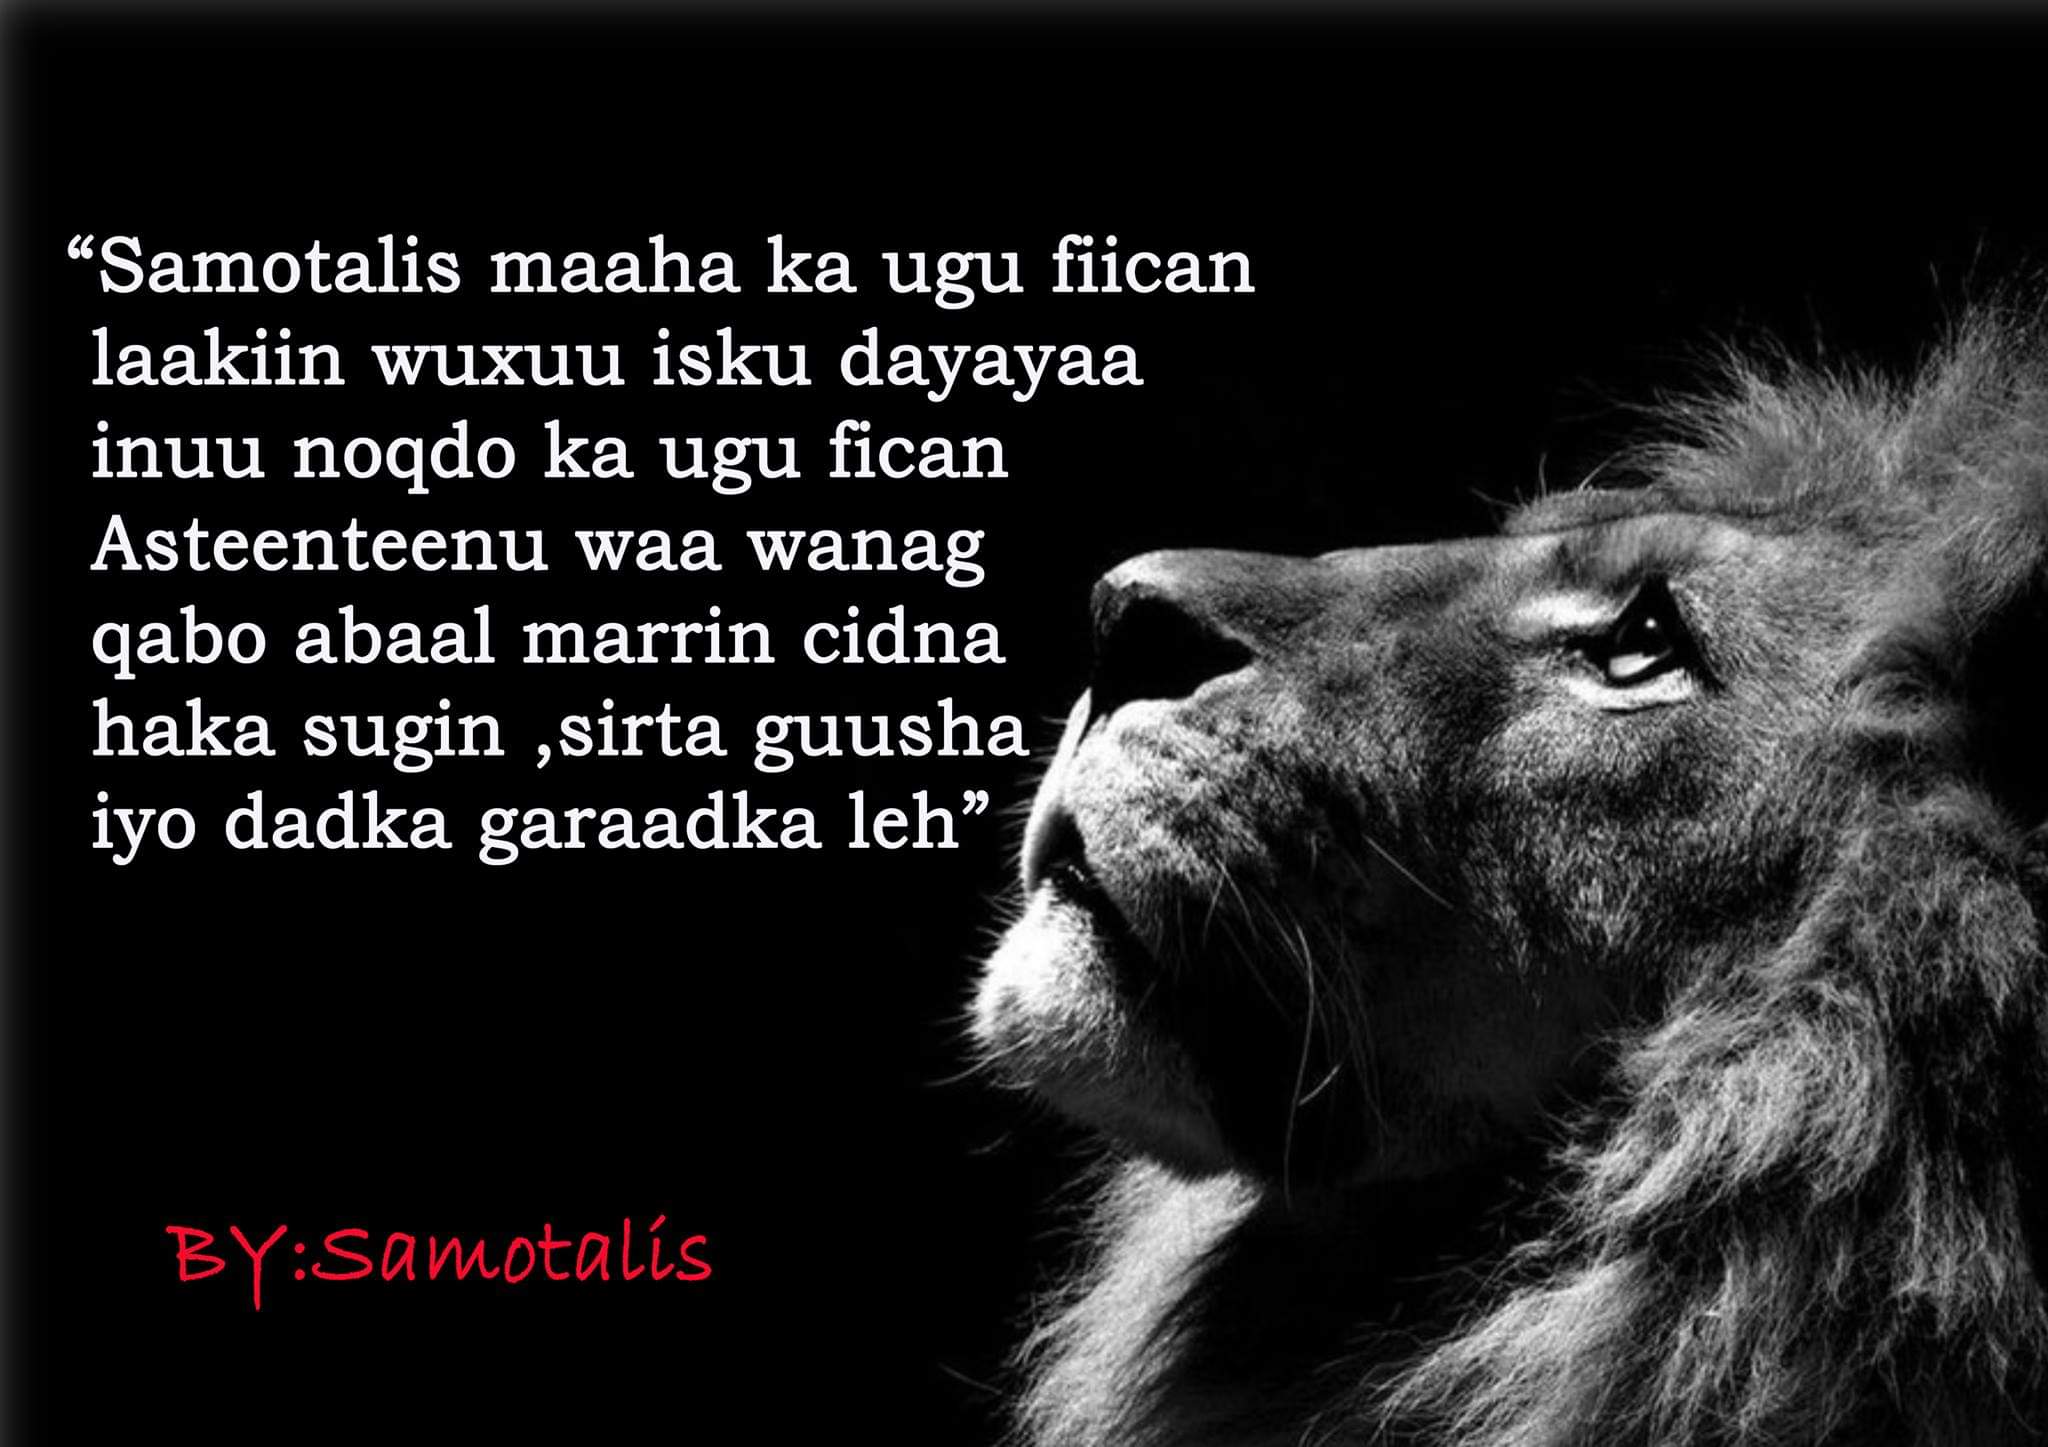 “Samotalis maaha ka ugu fiican
laakiin wuxuu isku dayayaa
inuu noqdo ka ugu fican
Asteenteenu waa wanag
qabo abaal marrin cidna
haka sugin ,sirta guusha
iyo dadka garaadka leh”
BY:Samotalis